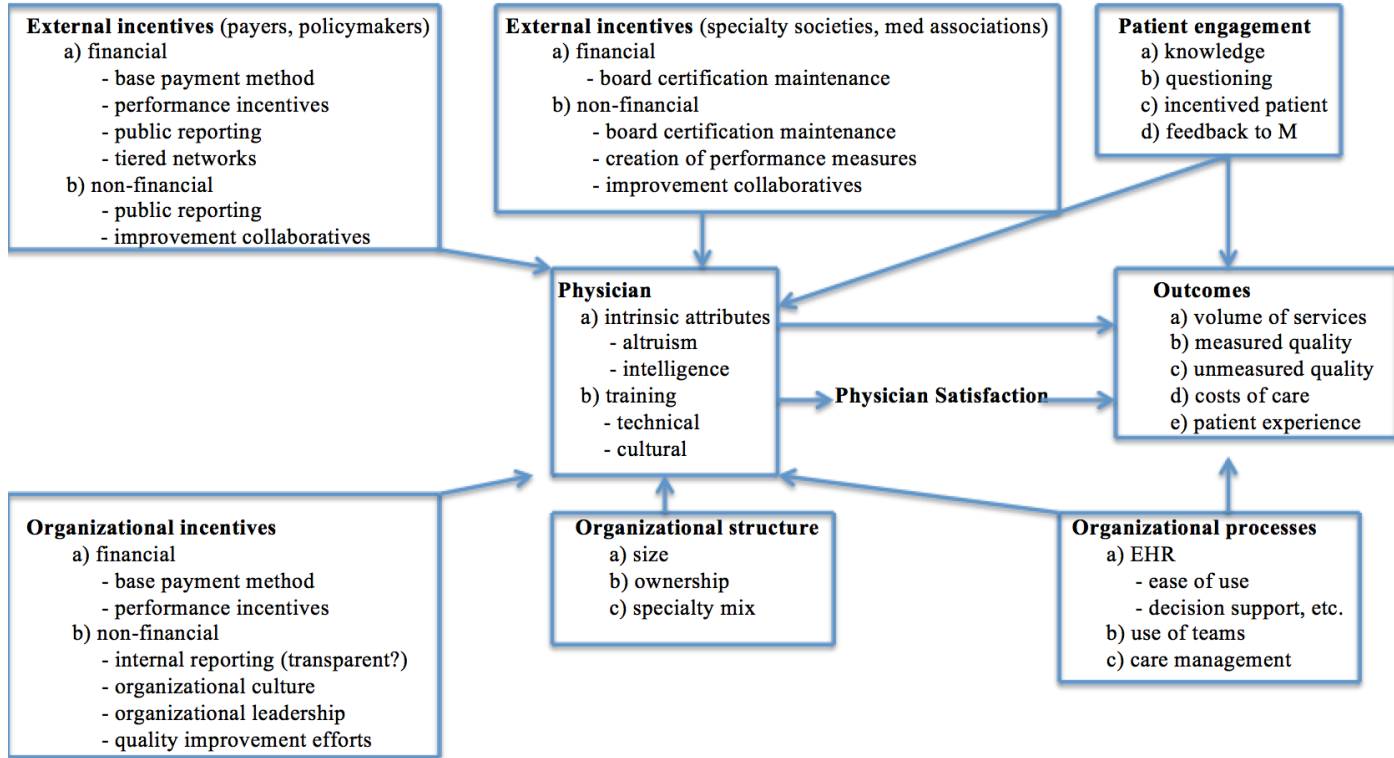 External incentives (payers, policymakers)
a) financial
- base payment method
- performance incentives
- public reporting
- tiered networks
b) non-financial
- public reporting
- improvement collaboratives
External incentives (specialty societies, med associations)
a) financial
- board certification maintenance
b) non-financial
- board certification maintenance
- creation of performance measures
- improvement collaboratives
Patient engagement
a) knowledge
b) questioning
c) incentived patient
d) feedback to M
Physician
a) intrinsic attributes
- altruism
- intelligence
b) training
- technical
- cultural
Physician Satisfaction
Outcomes
a) volume of services
b) measured quality
c) unmeasured quality
d) costs of care
e) patient experience
Organizational incentives
a) financial
- base payment method
- performance incentives
b) non-financial
- internal reporting (transparent?)
- organizational culture
- organizational leadership
- quality improvement efforts
Organizational structure
a) size
b) ownership
c) specialty mix
Organizational processes
a) EHR
- ease of use
- decision support, etc.
b) use of teams
c) care management